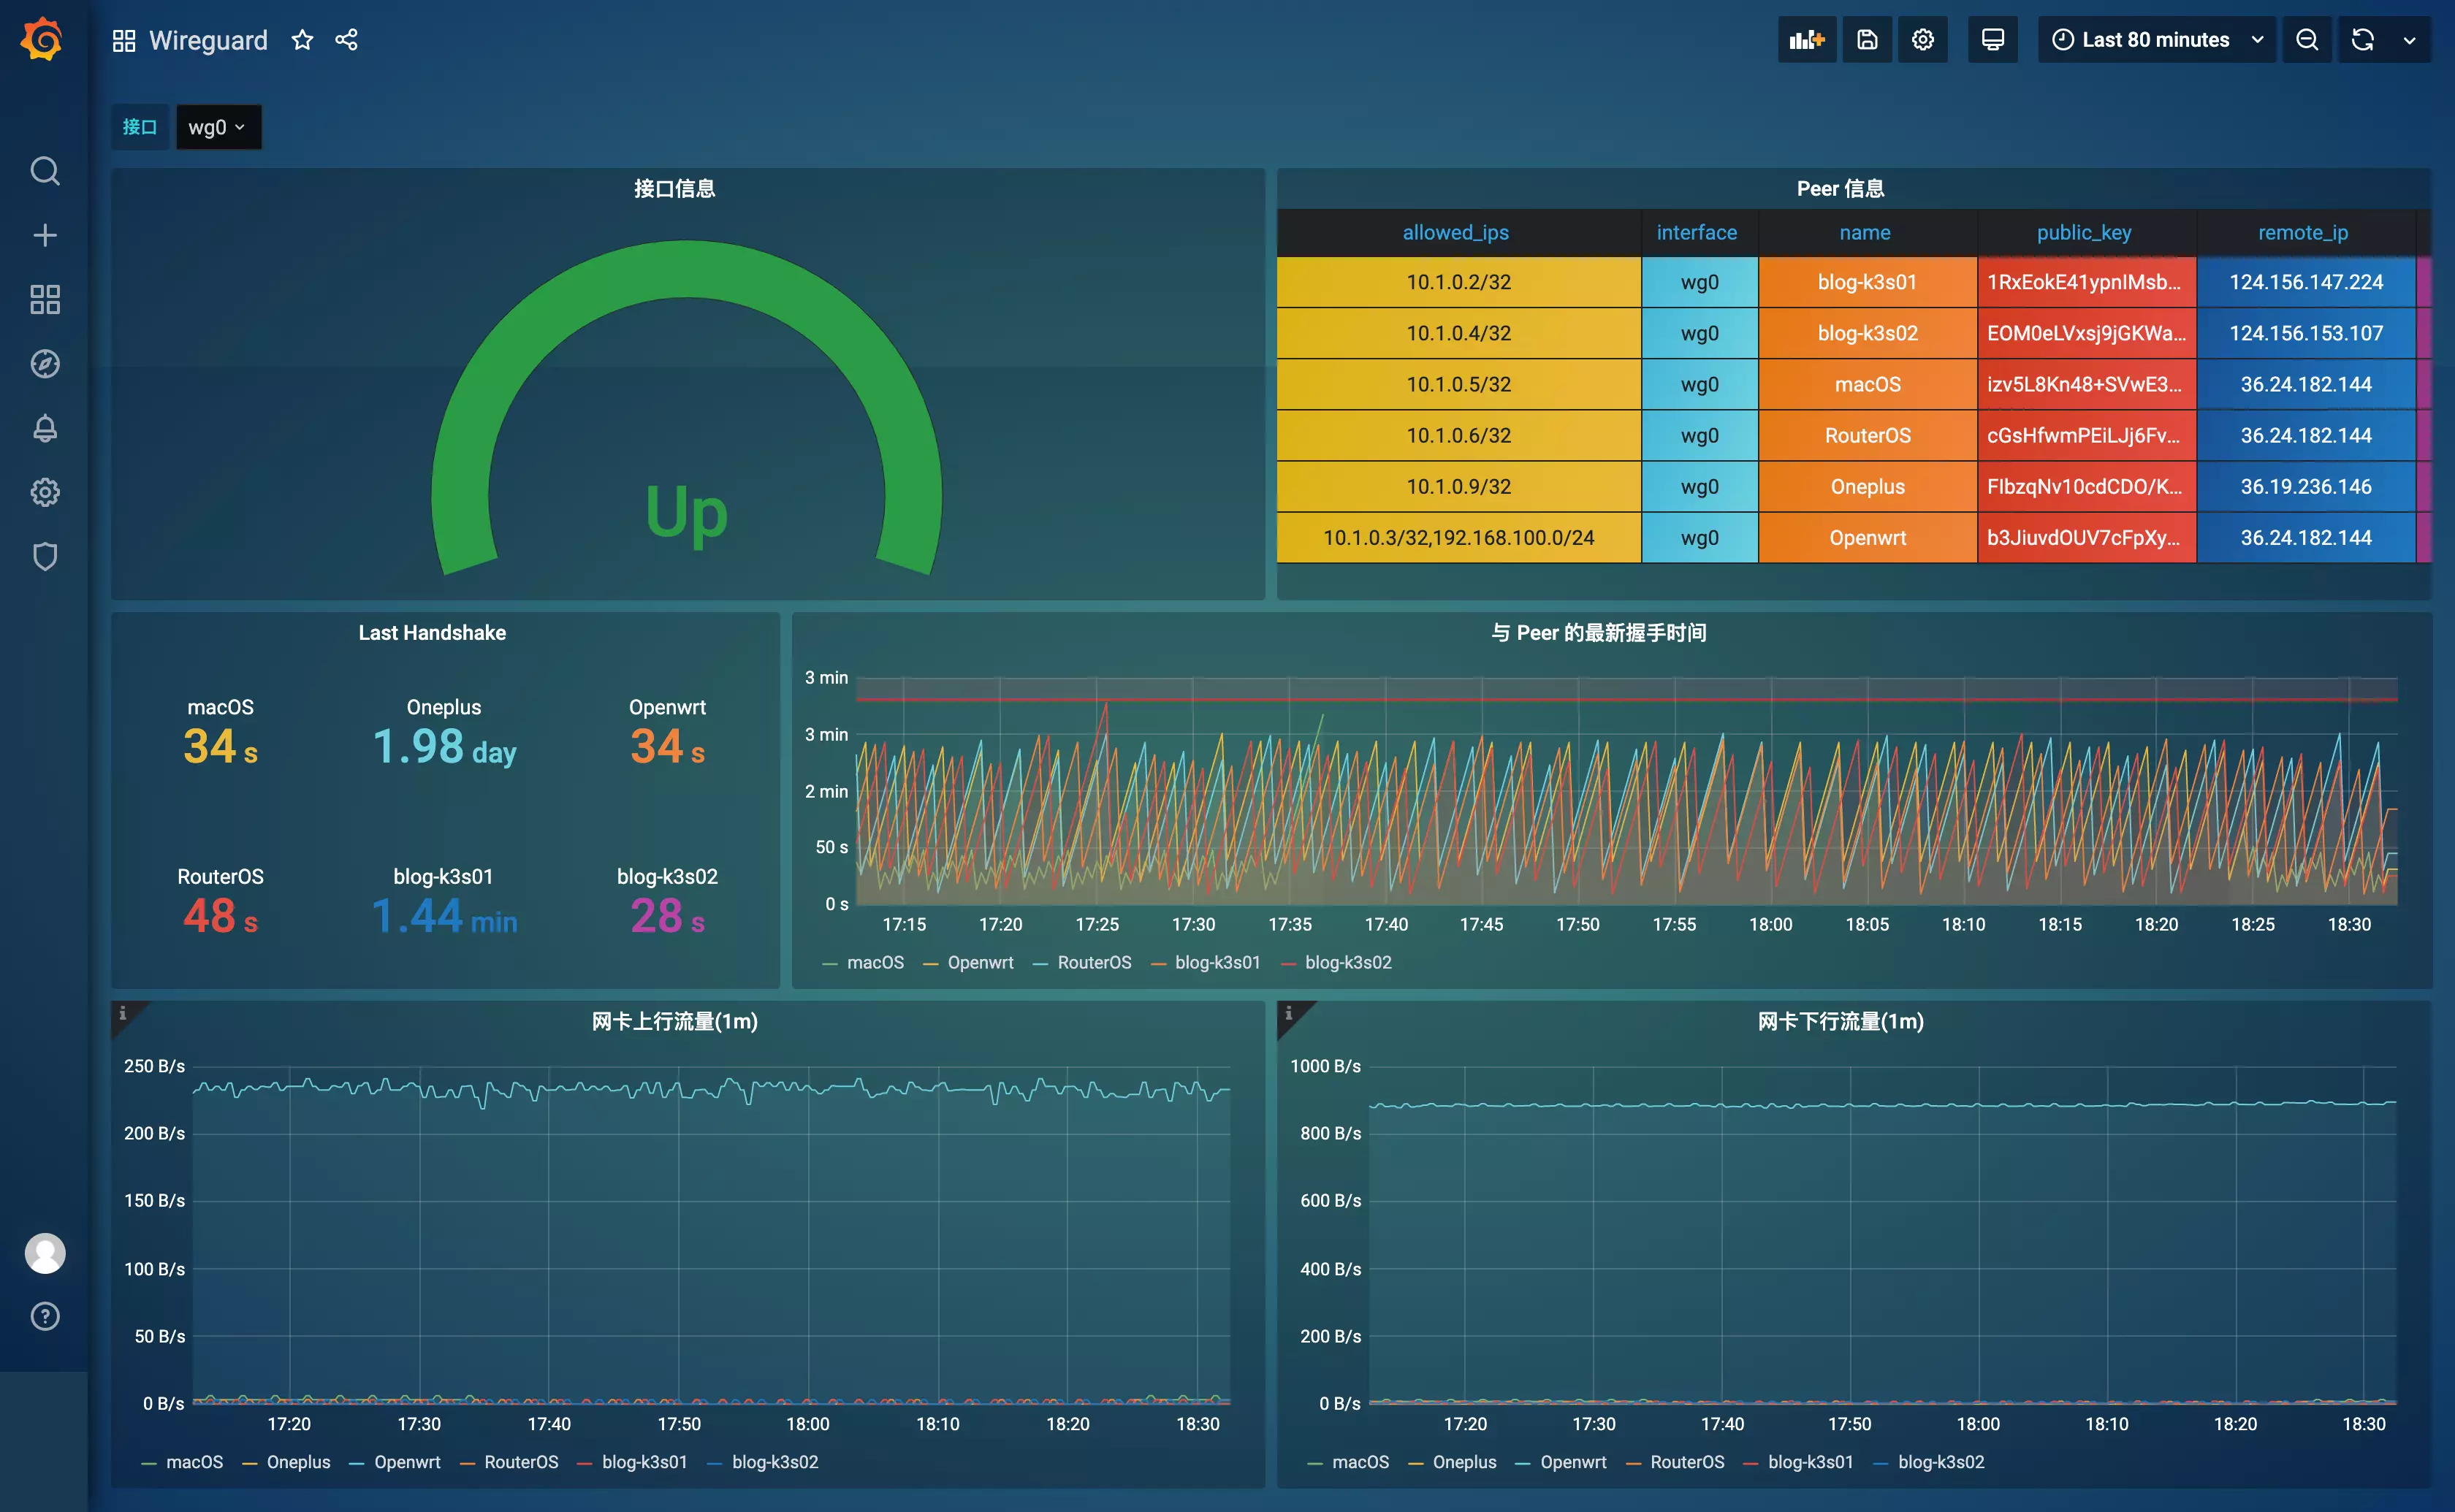 Wireguard
Last 80 minutes
接口 wg0
接口信息
Up
Peer 信息
allowed_ips interface name public_key remote_ip
10.1.0.2/32 wg0 blog-k3s01 1RxEokE41ypnIMsb... 124.156.147.224
10.1.0.4/32 wg0 blog-k3s02 EOM0eLVxsj9jGKWa... 124.156.153.107
10.1.0.5/32 wg0 macOS izv5L8Kn48+SVwE3... 36.24.182.144
10.1.0.6/32 wg0 RouterOS cGsHfwmPEiLJj6Fv... 36.24.182.144
10.1.0.9/32 wg0 Oneplus FIbzqNv10cdCDO/K... 36.19.236.146
10.1.0.3/32,192.168.100.0/24 wg0 Openwrt b3JiuvdOUV7cFpXy... 36.24.182.144
Last Handshake
macOS Oneplus Openwrt
34 s 1.98 day 34 s
RouterOS blog-k3s01 blog-k3s02
48 s 1.44 min 28 s
与 Peer 的最新握手时间
3 min
3 min
2 min
50 s
0 s
17:15 17:20 17:25 17:30 17:35 17:40 17:45 17:50 17:55 18:00 18:05 18:10 18:15 18:20 18:25 18:30
macOS Openwrt RouterOS blog-k3s01 blog-k3s02
网卡上行流量(1m)
250 B/s
200 B/s
150 B/s
100 B/s
50 B/s
0 B/s
17:20 17:30 17:40 17:50 18:00 18:10 18:20 18:30
macOS Oneplus Openwrt RouterOS blog-k3s01 blog-k3s02
网卡下行流量(1m)
1000 B/s
800 B/s
600 B/s
400 B/s
200 B/s
0 B/s
17:20 17:30 17:40 17:50 18:00 18:10 18:20 18:30
macOS Oneplus Openwrt RouterOS blog-k3s01 blog-k3s02